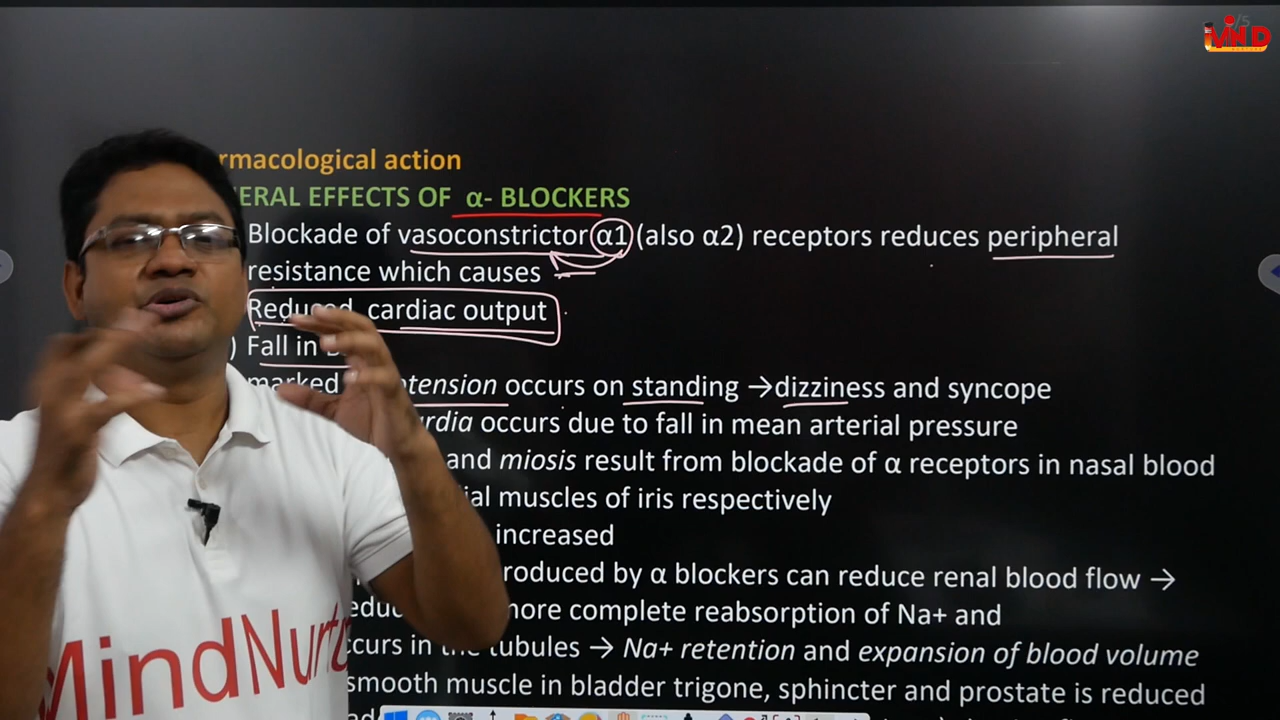 rmacological action
ERAL EFFECTS OF α- BLOCKERS
Blockade of vasoconstrictor α1 (also α2) receptors reduces peripheral
resistance which causes
Reduced cardiac output
) Fall in
marked tension occurs on standing →dizziness and syncope
rdia occurs due to fall in mean arterial pressure
and miosis result from blockade of α receptors in nasal blood
ial muscles of iris respectively
increased
roduced by α blockers can reduce renal blood flow →
educ more complete reabsorption of Na+ and
ccurs in the tubules → Na+ retention and expansion of blood volume
smooth muscle in bladder trigone, sphincter and prostate is reduced
MindNurtu